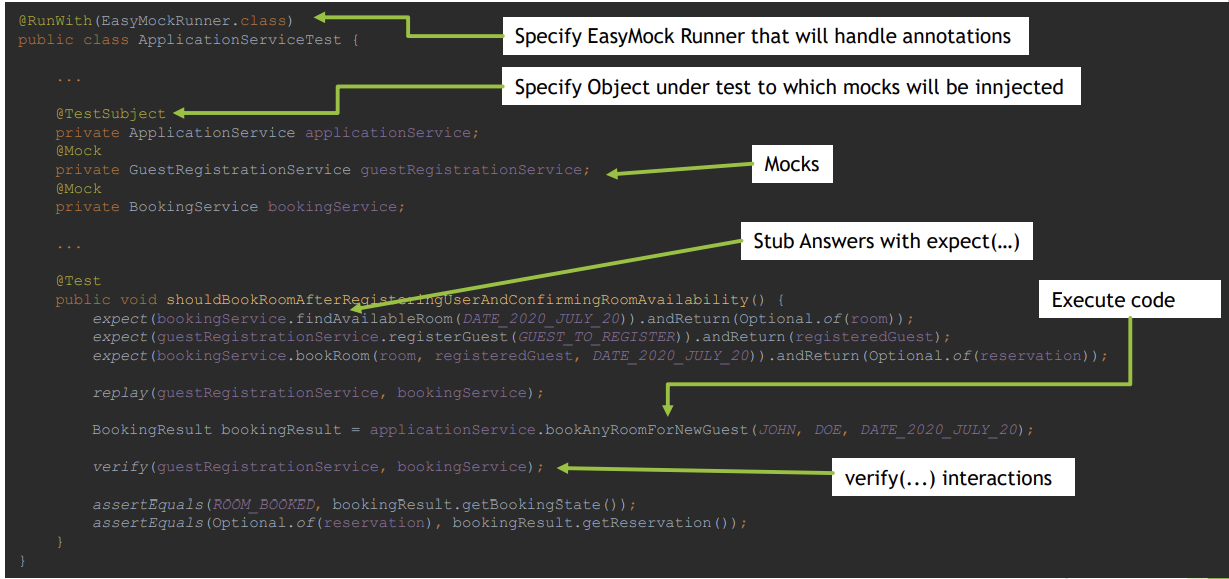 @RunWith(EasyMockRunner.class)
public class ApplicationServiceTest {
Specify EasyMock Runner that will handle annotations
...
Specify Object under test to which mocks will be innjected
@TestSubject
private ApplicationService applicationService;
@Mock
private GuestRegistrationService guestRegistrationService;
Mocks
@Mock
private BookingService bookingService;
...
Stub Answers with expect(…)
@Test
public void shouldBookRoomAfterRegisteringUserAndConfirmingRoomAvailability() {
Execute code
expect(bookingService.findAvailableRoom(DATE_2020_JULY_20)).andReturn(Optional.of(room));
expect(guestRegistrationService.registerGuest(GUEST_TO_REGISTER)).andReturn(registeredGuest);
expect(bookingService.bookRoom(room, registeredGuest, DATE_2020_JULY_20)).andReturn(Optional.of(reservation));
replay(guestRegistrationService, bookingService);
BookingResult bookingResult = applicationService.bookAnyRoomForNewGuest(JOHN, DOE, DATE_2020_JULY_20);
verify(guestRegistrationService, bookingService);
verify(...) interactions
assertEquals(ROOM_BOOKED, bookingResult.getBookingState());
assertEquals(Optional.of(reservation), bookingResult.getReservation());
}
}